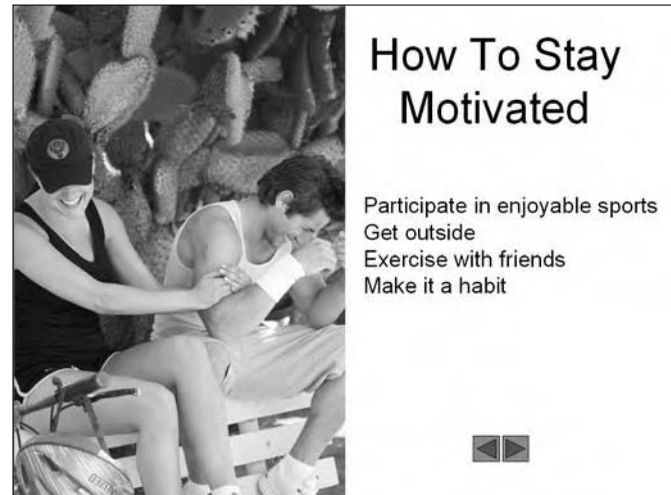 How To Stay
Motivated
Participate in enjoyable sports
Get outside
Exercise with friends
Make it a habit